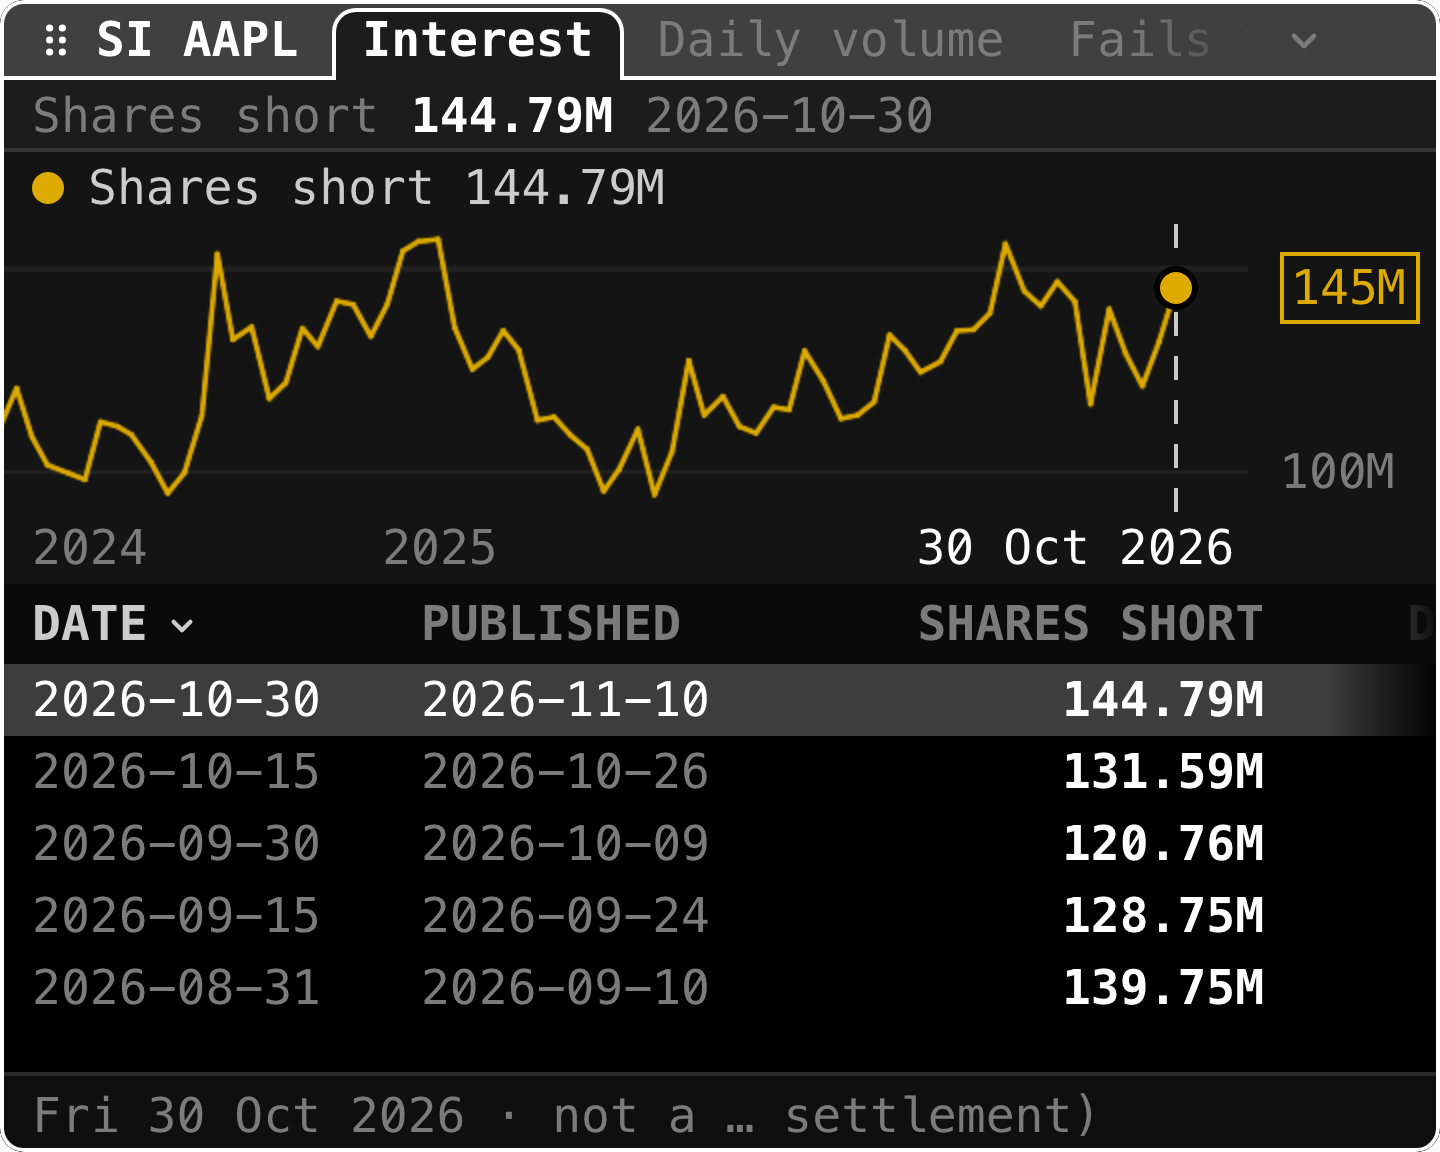 SI AAPL Interest Daily volume Fails
Shares short 144.79M 2026-10-30
Shares short 144.79M
145M
100M
2024 2025 30 Oct 2026
DATE PUBLISHED SHARES SHORT D
2026-10-30 2026-11-10 144.79M
2026-10-15 2026-10-26 131.59M
2026-09-30 2026-10-09 120.76M
2026-09-15 2026-09-24 128.75M
2026-08-31 2026-09-10 139.75M
Fri 30 Oct 2026 · not a … settlement)